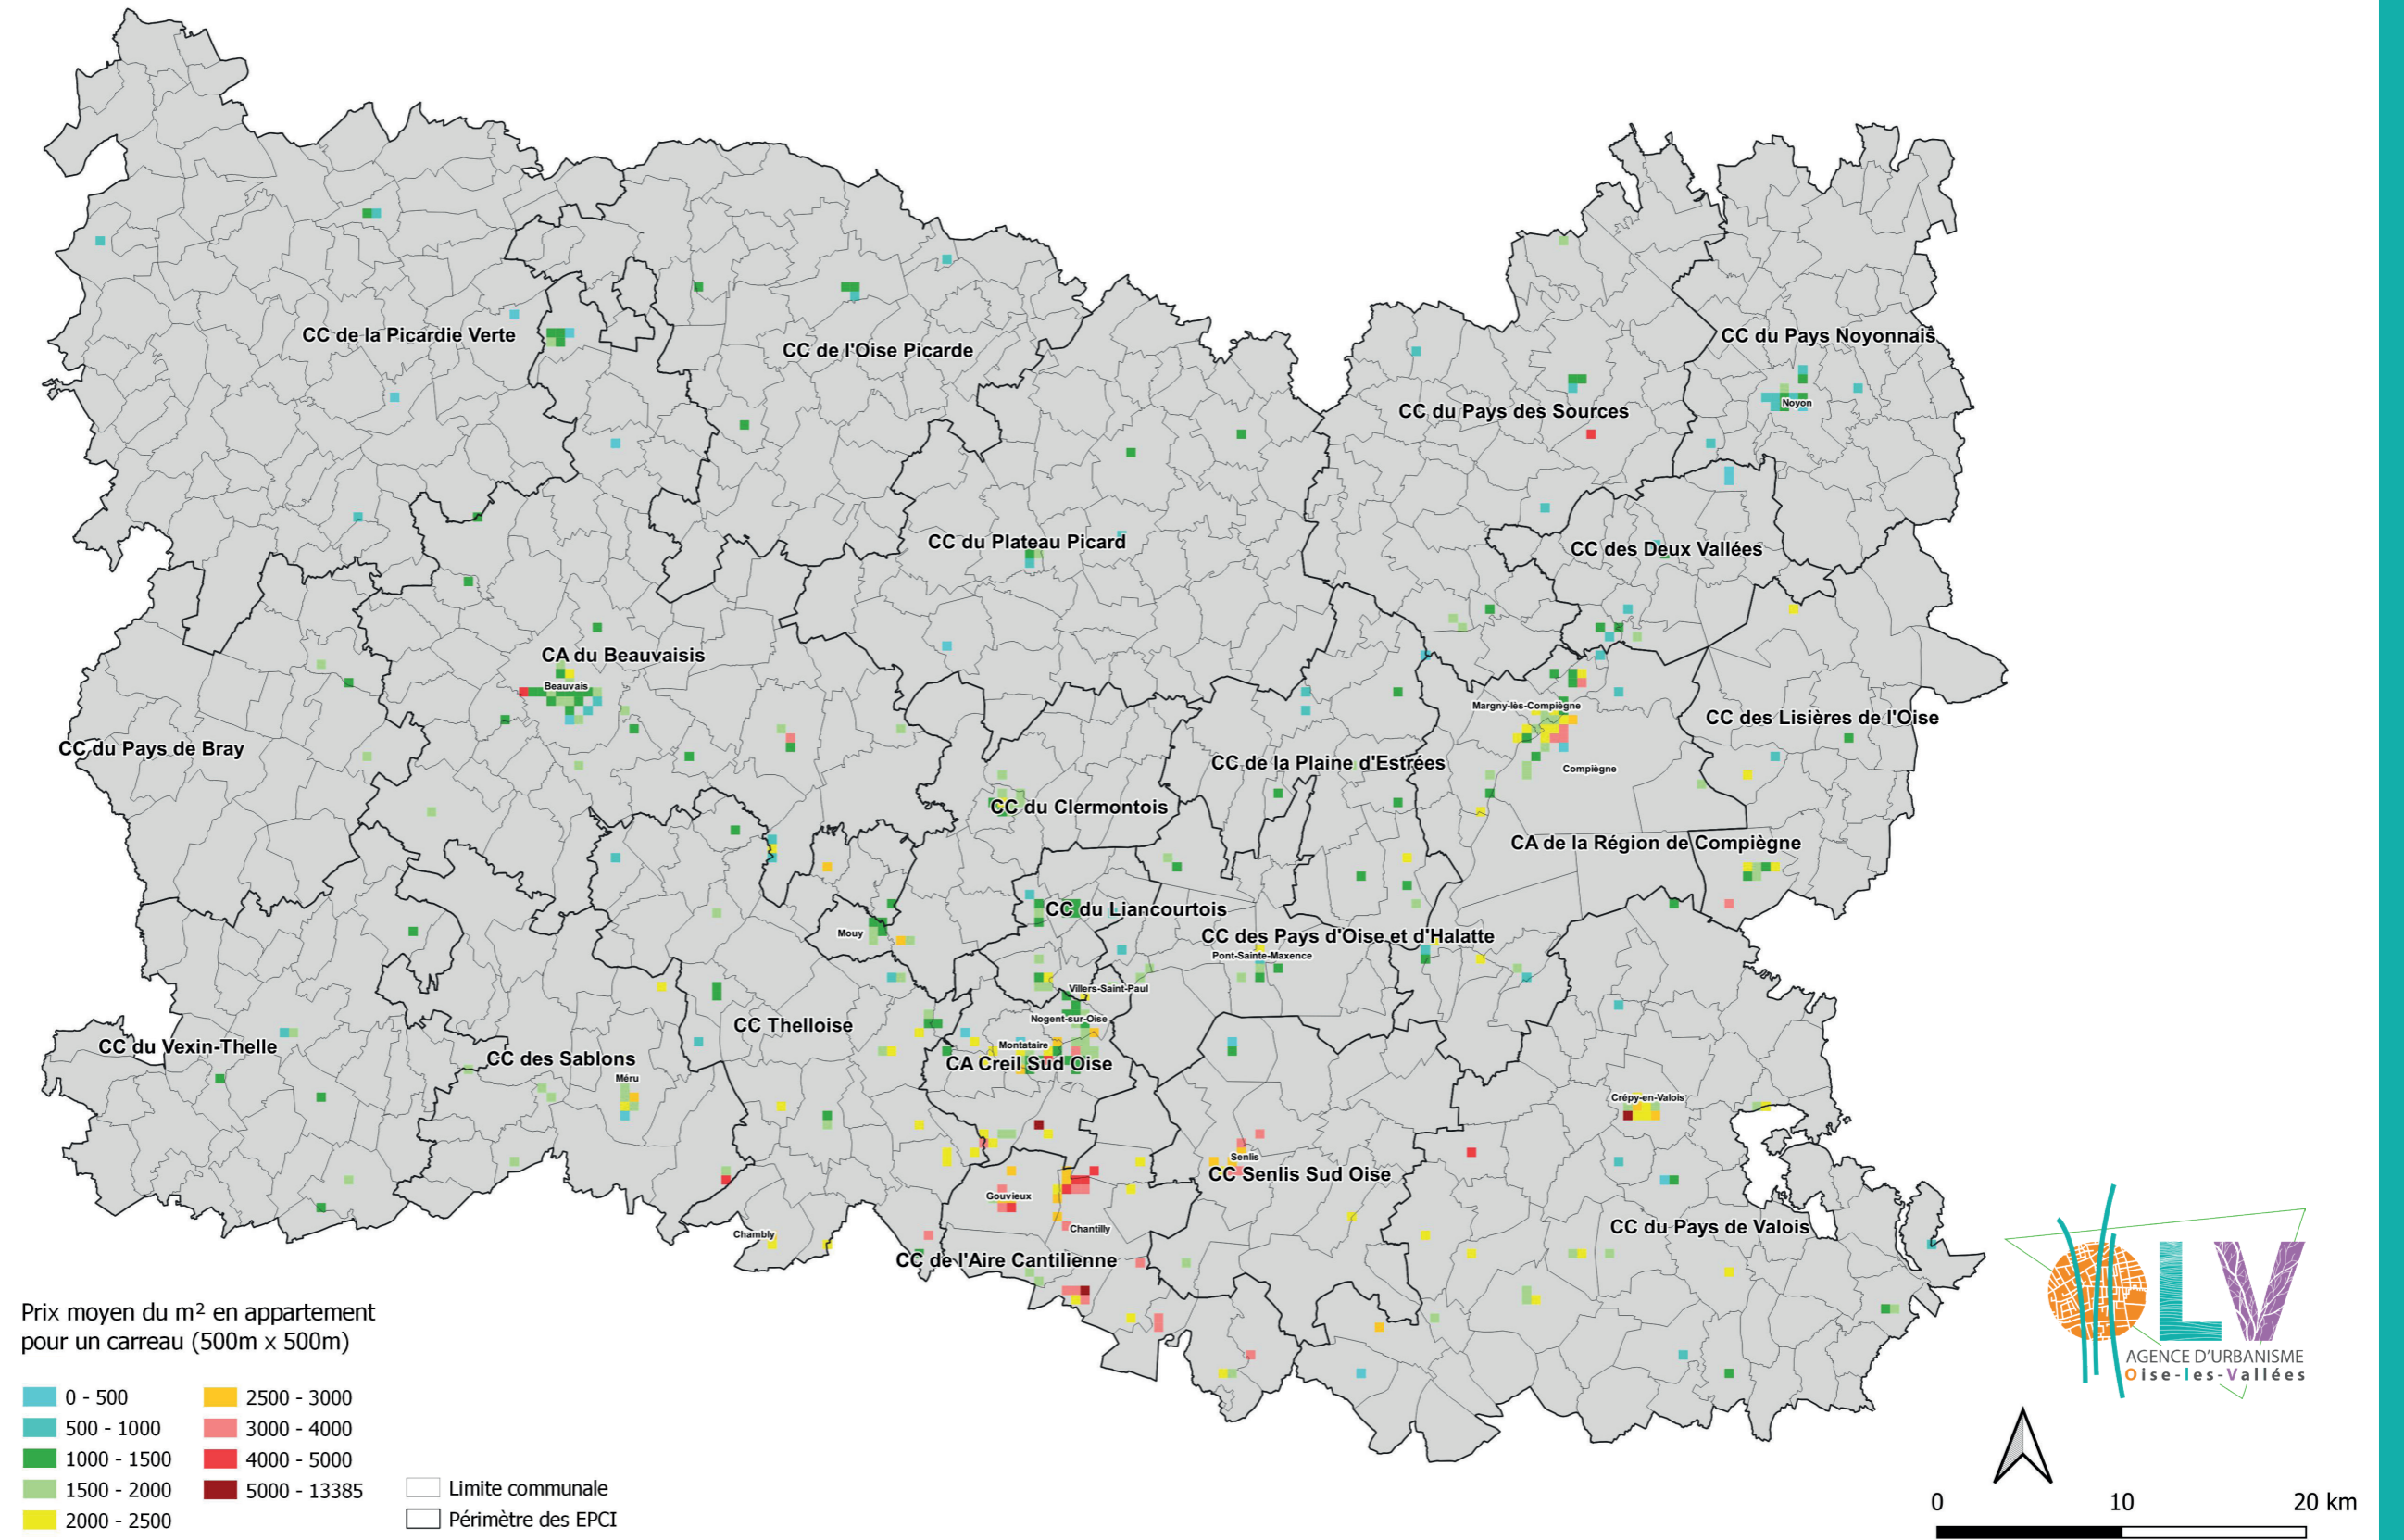 CC de la Picardie Verte
CC de l'Oise Picarde
CC du Pays Noyonnais
CC du Pays des Sources
Noyon
CC du Plateau Picard
CC des Deux Vallées
CA du Beauvaisis
Beauvais
Margny-lès-Compiègne
CC des Lisières de l'Oise
CC du Pays de Bray
CC de la Plaine d'Estrées
Compiègne
CC du Clermontois
CA de la Région de Compiègne
CC du Liancourtois
Mouy
CC des Pays d'Oise et d'Halatte
Pont-Sainte-Maxence
Villers-Saint-Paul
Nogent-sur-Oise
CC Thelloise
CC du Vexin-Thelle
Montataire
CC des Sablons
CA Creil Sud Oise
Méru
Crépy-en-Valois
Senlis
CC Senlis Sud Oise
Gouvieux
Chantilly
CC du Pays de Valois
Chambly
CC de l'Aire Cantilienne
Prix moyen du m² en appartement
pour un carreau (500m x 500m)
0 - 500
500 - 1000
1000 - 1500
1500 - 2000
2000 - 2500
2500 - 3000
3000 - 4000
4000 - 5000
5000 - 13385
Limite communale
Périmètre des EPCI
OLV
AGENCE D'URBANISME
Oise-les-Vallées
0 10 20 km